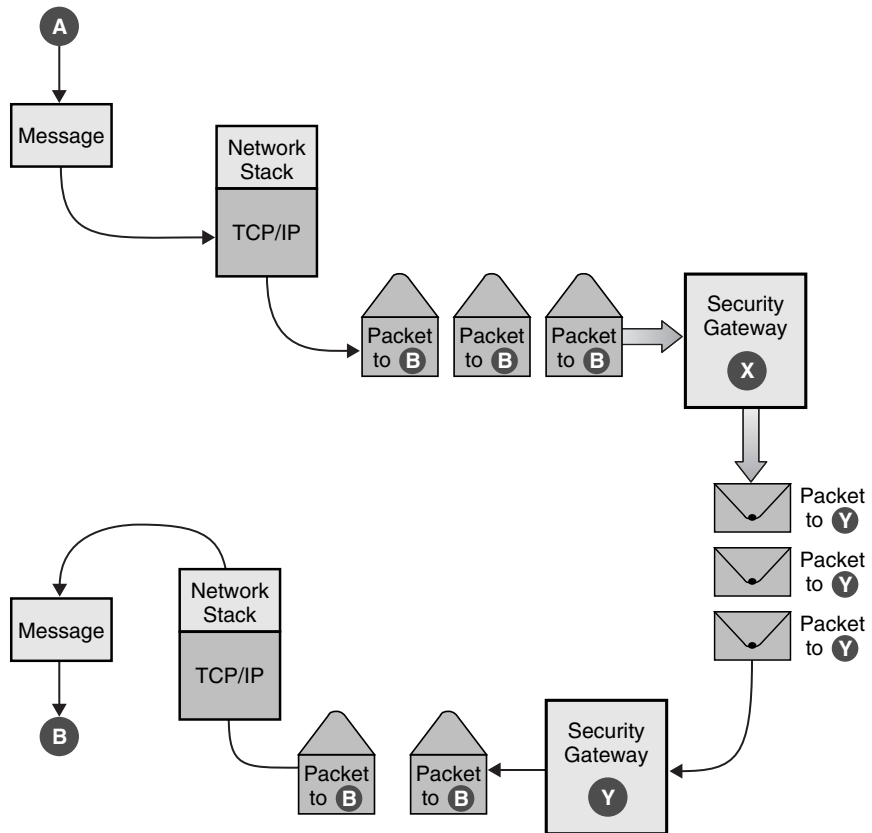 A
Message
Network
Stack
TCP/IP
Packet
to B
Packet
to B
Packet
to B
Security
Gateway
X
Packet
to Y
Packet
to Y
Packet
to Y
Security
Gateway
Y
Packet
to B
Packet
to B
Network
Stack
TCP/IP
Message
B